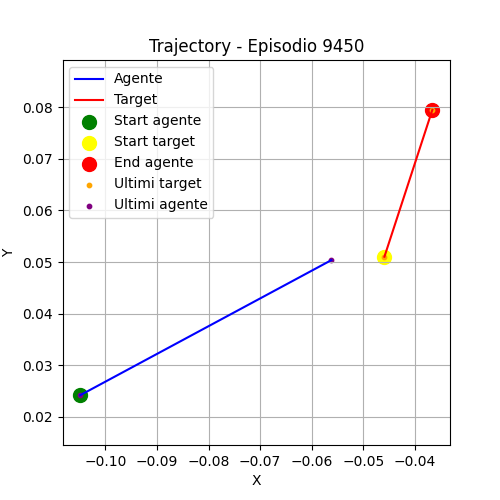 Trajectory - Episodio 9450
Agente
Target
Start agente
Start target
End agente
Ultimi target
Ultimi agente
Y
0.08
0.07
0.06
0.05
0.04
0.03
0.02
−0.10 −0.09 −0.08 −0.07 −0.06 −0.05 −0.04
X